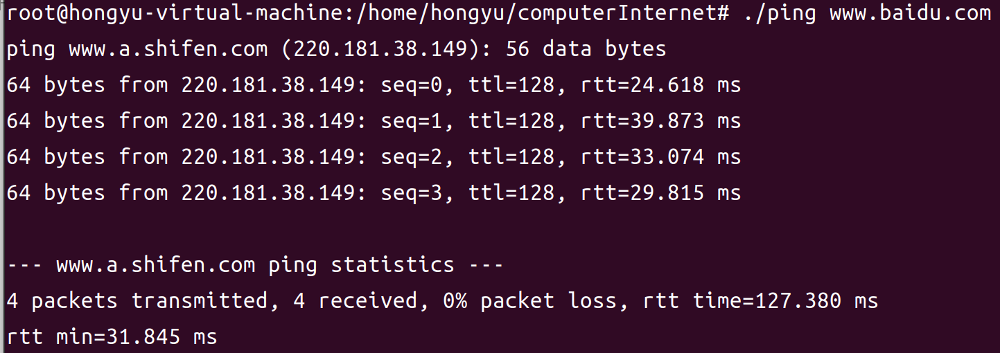 root@hongyu-virtual-machine:/home/hongyu/computerInternet# ./ping www.baidu.com
ping www.a.shifen.com (220.181.38.149): 56 data bytes
64 bytes from 220.181.38.149: seq=0, ttl=128, rtt=24.618 ms
64 bytes from 220.181.38.149: seq=1, ttl=128, rtt=39.873 ms
64 bytes from 220.181.38.149: seq=2, ttl=128, rtt=33.074 ms
64 bytes from 220.181.38.149: seq=3, ttl=128, rtt=29.815 ms
--- www.a.shifen.com ping statistics ---
4 packets transmitted, 4 received, 0% packet loss, rtt time=127.380 ms
rtt min=31.845 ms